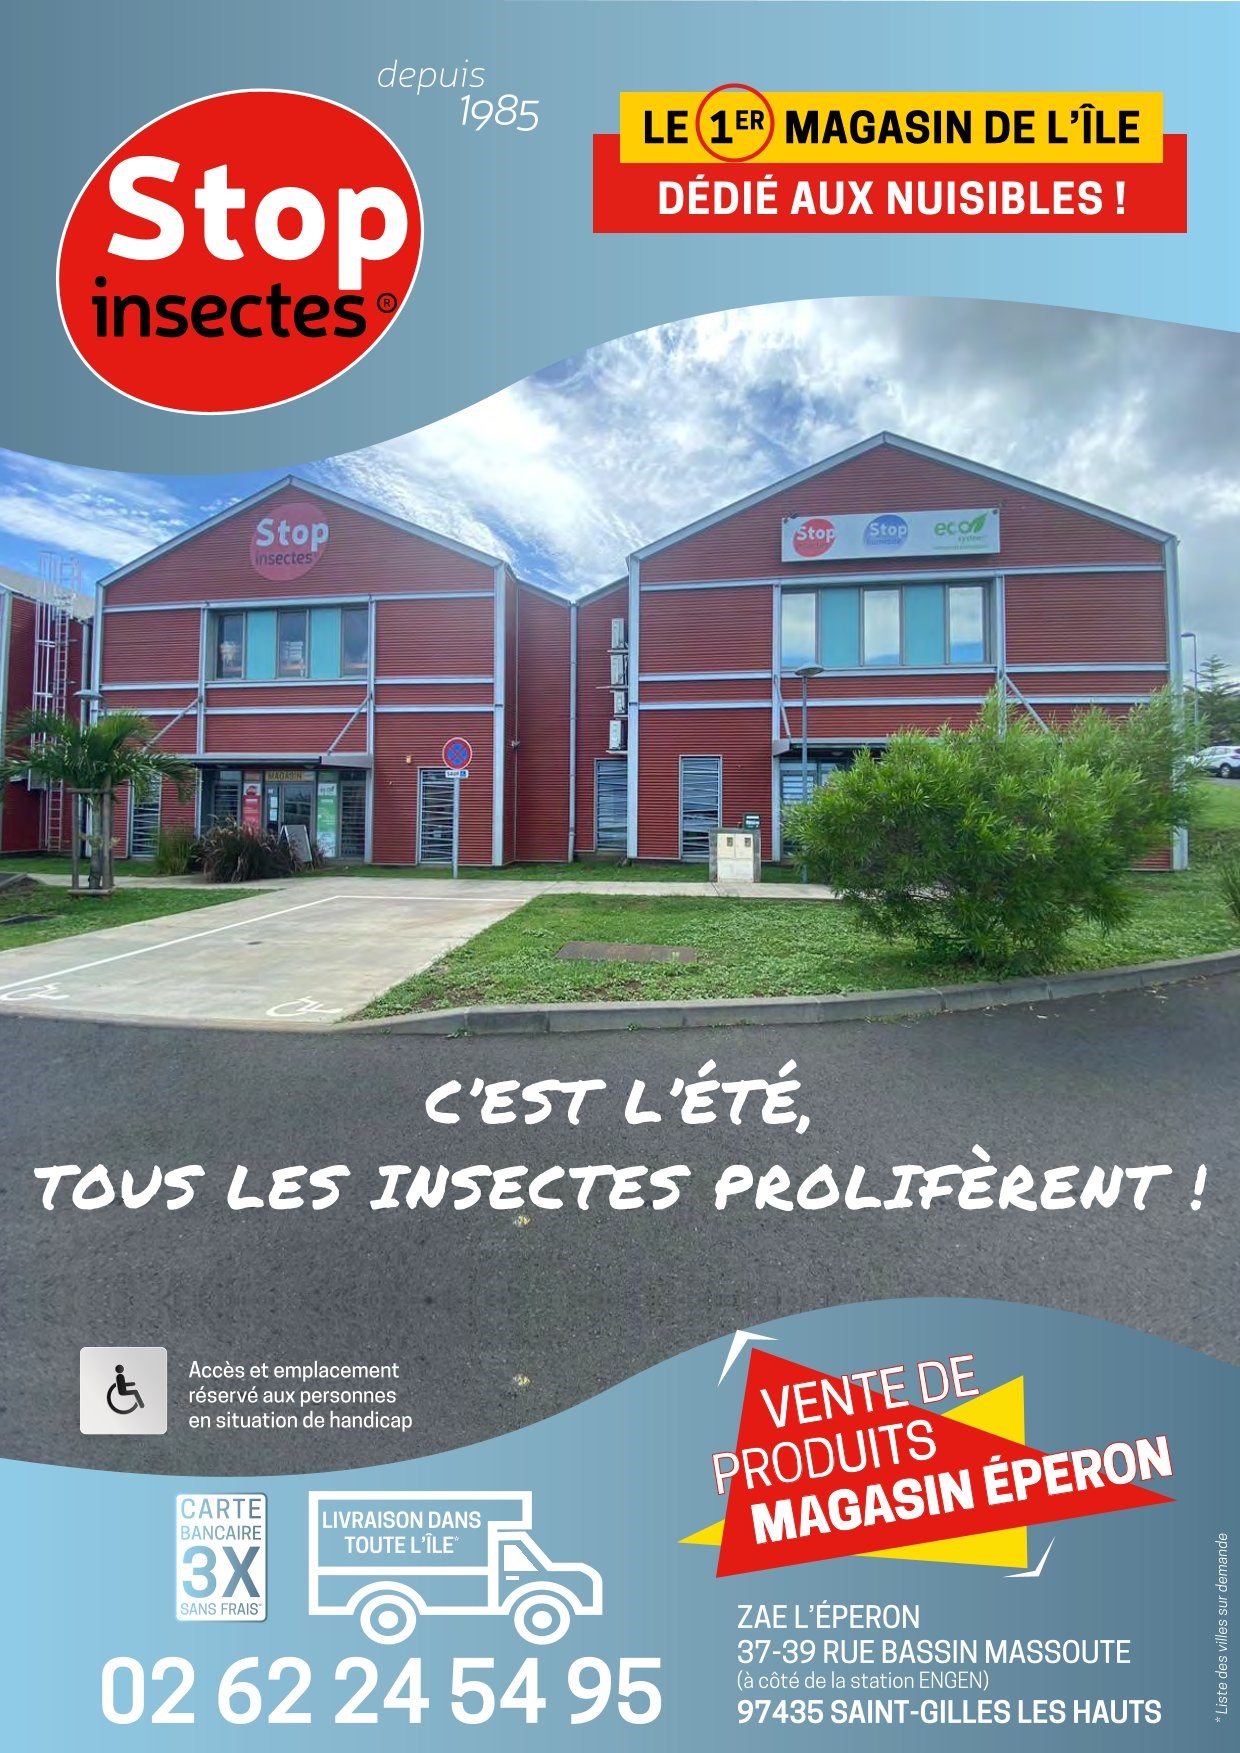 depuis
1985
Stop
insectes®
LE 1ER MAGASIN DE L'ÎLE
DÉDIÉ AUX NUISIBLES !
Stop
insectes
Stop
Stop
eco
MAGASIN
C'EST L'ÉTÉ,
TOUS LES INSECTES PROLIFÈRENT !
Accès et emplacement
réservé aux personnes
en situation de handicap
VENTE DE
PRODUITS
MAGASIN ÉPERON
CARTE
BANCAIRE
3X
SANS FRAIS*
LIVRAISON DANS
TOUTE L'ÎLE*
02 62 24 54 95
ZAE L'ÉPERON
37-39 RUE BASSIN MASSOUTE
(à côté de la station ENGEN)
97435 SAINT-GILLES LES HAUTS
* Liste des villes sur demande